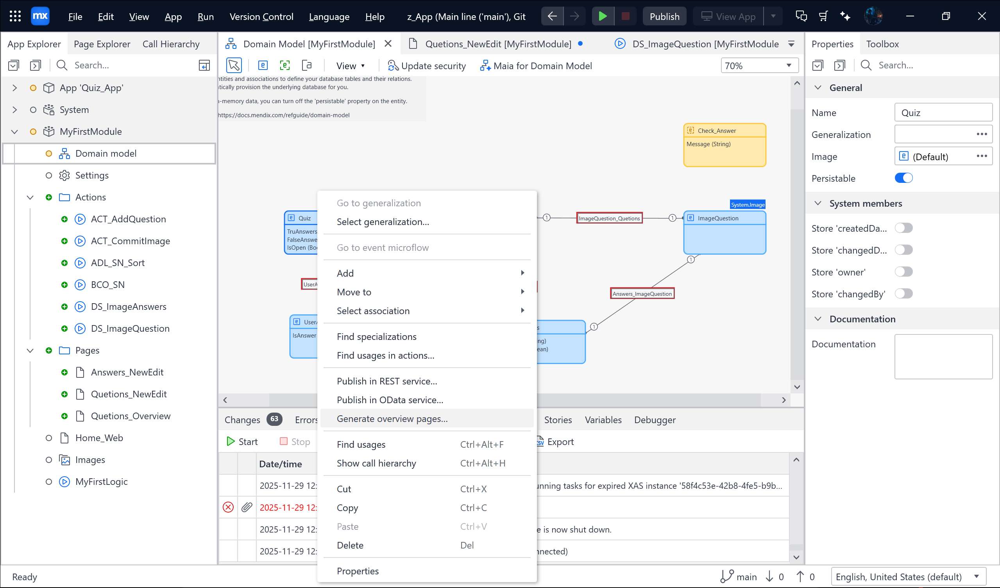 mx File Edit View App Run Version Control Language Help z_App (Main line ('main'), Git Publish View App
App Explorer Page Explorer Call Hierarchy
Search...
App 'Quiz_App'
System
MyFirstModule
Domain model
Settings
Actions
ACT_AddQuestion
ACT_CommitImage
ADL_SN_Sort
BCO_SN
DS_ImageAnswers
DS_ImageQuestion
Pages
Answers_NewEdit
Quetions_NewEdit
Quetions_Overview
Home_Web
Images
MyFirstLogic
Domain Model [MyFirstModule] Quetions_NewEdit [MyFirstModule] DS_ImageQuestion [MyFirstModule
View Update security Maia for Domain Model 70%
ntities and associations to define your database tables and their relations.
tically provision the underlying database for you.
n-memory data, you can turn off the 'persistable' property on the entity.
https://docs.mendix.com/refguide/domain-model
Check_Answer
Message (String)
System.Image
Quiz
TruAnswers
FalseAnswe
IsOpen (Boo
1
ImageQuestion_Quetions
1
ImageQuestion
1
UserA
Answers_ImageQuestion
UserA
IsAnswer
s
ng)
ean)
1
Go to generalization
Select generalization...
Go to event microflow
Add
Move to
Select association
Find specializations
Find usages in actions...
Publish in REST service...
Publish in OData service...
Generate overview pages...
Find usages Ctrl+Alt+F
Show call hierarchy Ctrl+Alt+H
Cut Ctrl+X
Copy Ctrl+C
Paste Ctrl+V
Delete Del
Properties
Changes 63 Errors Stories Variables Debugger
Start Stop CSV Export
Date/time
2025-11-29 12: unning tasks for expired XAS instance '58f4c53e-42b8-4fe5-b9b...
2025-11-29 12:
2025-11-29 12: e is now shut down.
2025-11-29 12: nnected)
Properties Toolbox
Search...
General
Name Quiz
Generalization ...
Image (Default) ...
Persistable
System members
Store 'createdDa...
Store 'changedD...
Store 'owner'
Store 'changedBy'
Documentation
Documentation
Ready main 0 0 English, United States (default)